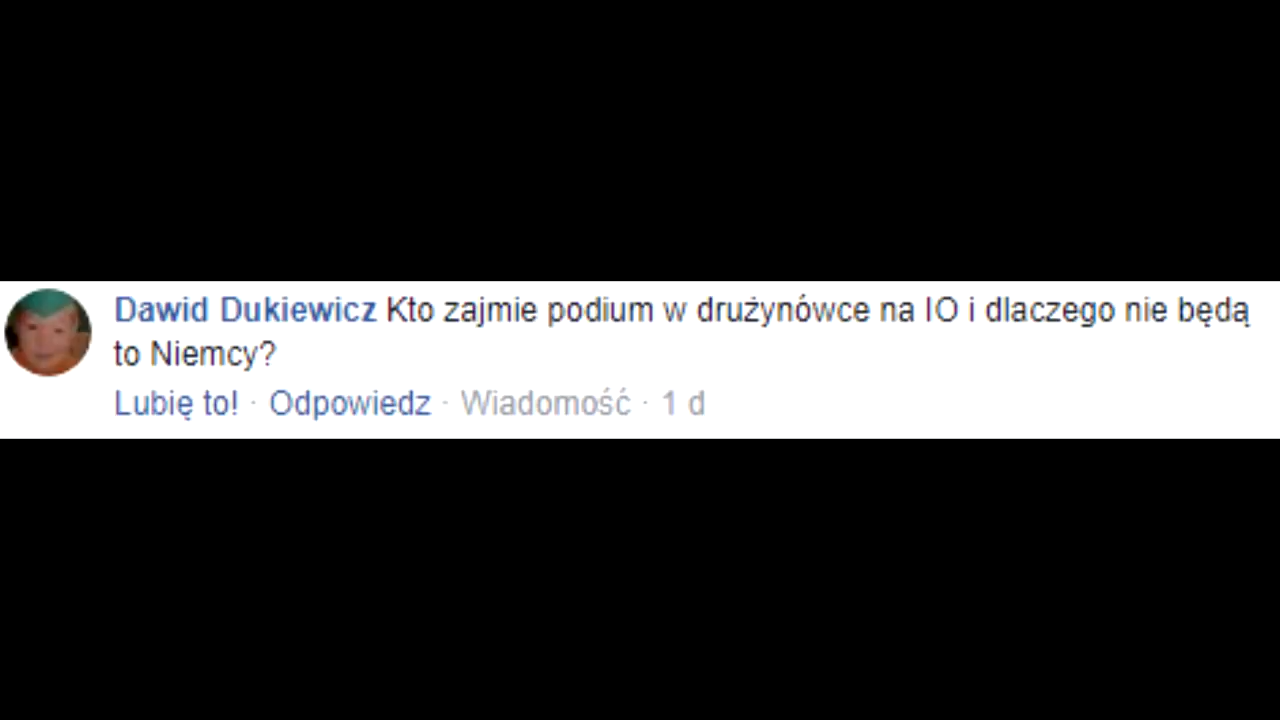 Dawid Dukiewicz Kto zajmie podium w drużynówce na IO i dlaczego nie będą
to Niemcy?
Lubię to! · Odpowiedz · Wiadomość · 1 d